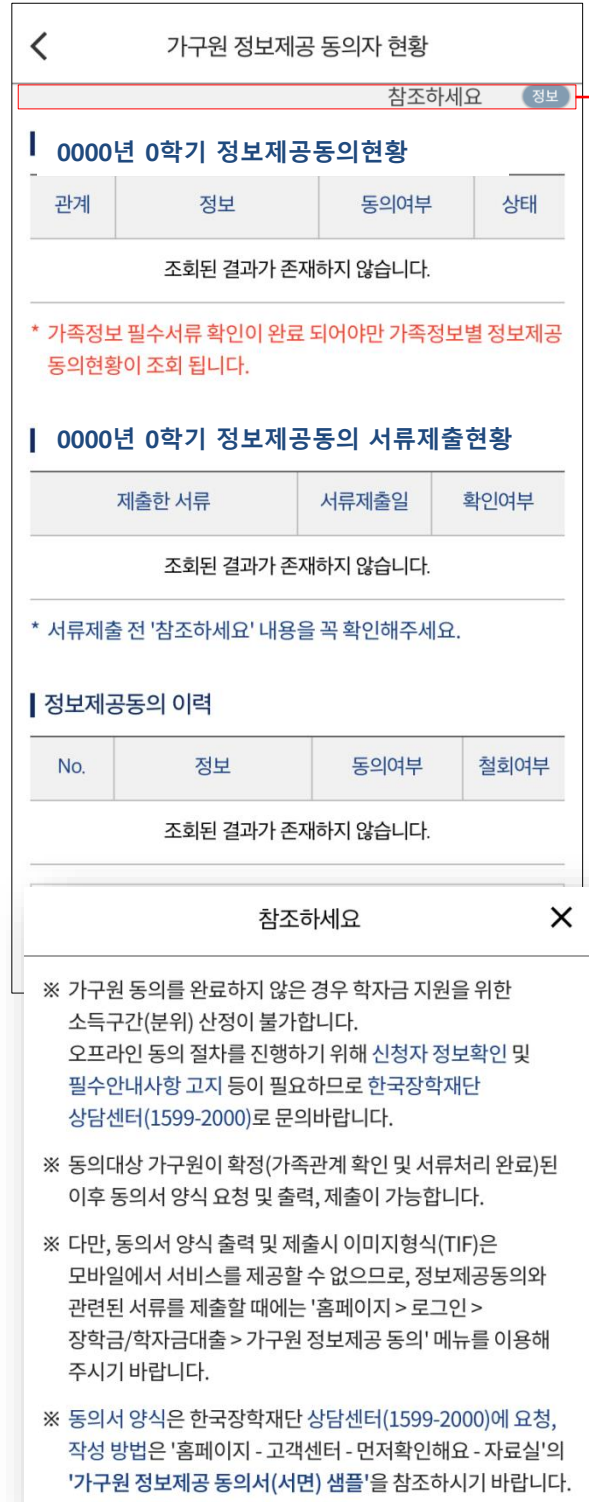 가구원 정보제공 동의자 현황
참조하세요 정보
0000년 0학기 정보제공동의현황
관계 정보 동의여부 상태
조회된 결과가 존재하지 않습니다.
* 가족정보 필수서류 확인이 완료 되어야만 가족정보별 정보제공
동의현황이 조회 됩니다.
0000년 0학기 정보제공동의 서류제출현황
제출한 서류 서류제출일 확인여부
조회된 결과가 존재하지 않습니다.
* 서류제출 전 '참조하세요' 내용을 꼭 확인해주세요.
정보제공동의 이력
No. 정보 동의여부 철회여부
조회된 결과가 존재하지 않습니다.
참조하세요
※ 가구원 동의를 완료하지 않은 경우 학자금 지원을 위한
소득구간(분위) 산정이 불가합니다.
오프라인 동의 절차를 진행하기 위해 신청자 정보확인 및
필수안내사항 고지 등이 필요하므로 한국장학재단
상담센터(1599-2000)로 문의바랍니다.
※ 동의대상 가구원이 확정(가족관계 확인 및 서류처리 완료)된
이후 동의서 양식 요청 및 출력, 제출이 가능합니다.
※ 다만, 동의서 양식 출력 및 제출시 이미지형식(TIF)은
모바일에서 서비스를 제공할 수 없으므로, 정보제공동의와
관련된 서류를 제출할 때에는 '홈페이지 > 로그인 >
장학금/학자금대출 > 가구원 정보제공 동의' 메뉴를 이용해
주시기 바랍니다.
※ 동의서 양식은 한국장학재단 상담센터(1599-2000)에 요청,
작성 방법은 '홈페이지 - 고객센터 - 먼저확인해요 - 자료실'의
'가구원 정보제공 동의서(서면) 샘플'을 참조하시기 바랍니다.